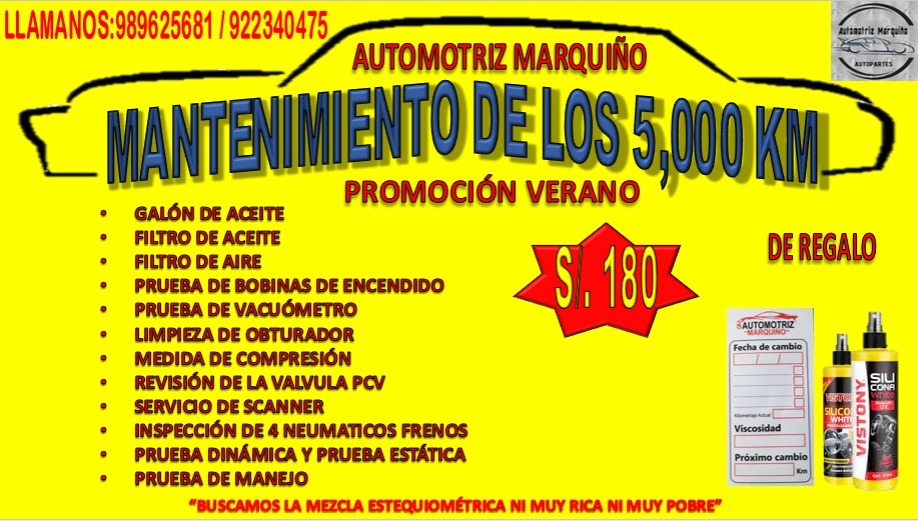 LLAMANOS:989625681 / 922340475
Automotriz Marquiño
AUTOPARTES
AUTOMOTRIZ MARQUIÑO
MANTENIMIENTO DE LOS 5,000 KM
PROMOCIÓN VERANO
• GALÓN DE ACEITE
• FILTRO DE ACEITE
• FILTRO DE AIRE
• PRUEBA DE BOBINAS DE ENCENDIDO
• PRUEBA DE VACUÓMETRO
• LIMPIEZA DE OBTURADOR
• MEDIDA DE COMPRESIÓN
• REVISIÓN DE LA VALVULA PCV
• SERVICIO DE SCANNER
• INSPECCIÓN DE 4 NEUMATICOS FRENOS
• PRUEBA DINÁMICA Y PRUEBA ESTÁTICA
• PRUEBA DE MANEJO
S/. 180
DE REGALO
AUTOMOTRIZ
MARQUIÑO
Fecha de cambio
Kilometraje Actual
Viscosidad
Próximo cambio
Km
VISTONY
SILICONA
WHITE
VISTONY
SILI
CONA
White
“BUSCAMOS LA MEZCLA ESTEQUIOMÉTRICA NI MUY RICA NI MUY POBRE”